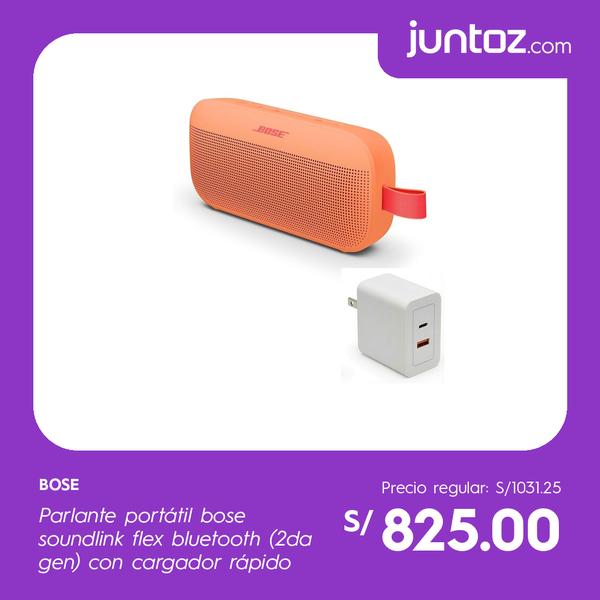 juntoz.com
BOSE
BOSE
Parlante portátil bose
soundlink flex bluetooth (2da
gen) con cargador rápido
Precio regular: S/1031.25
S/ 825.00